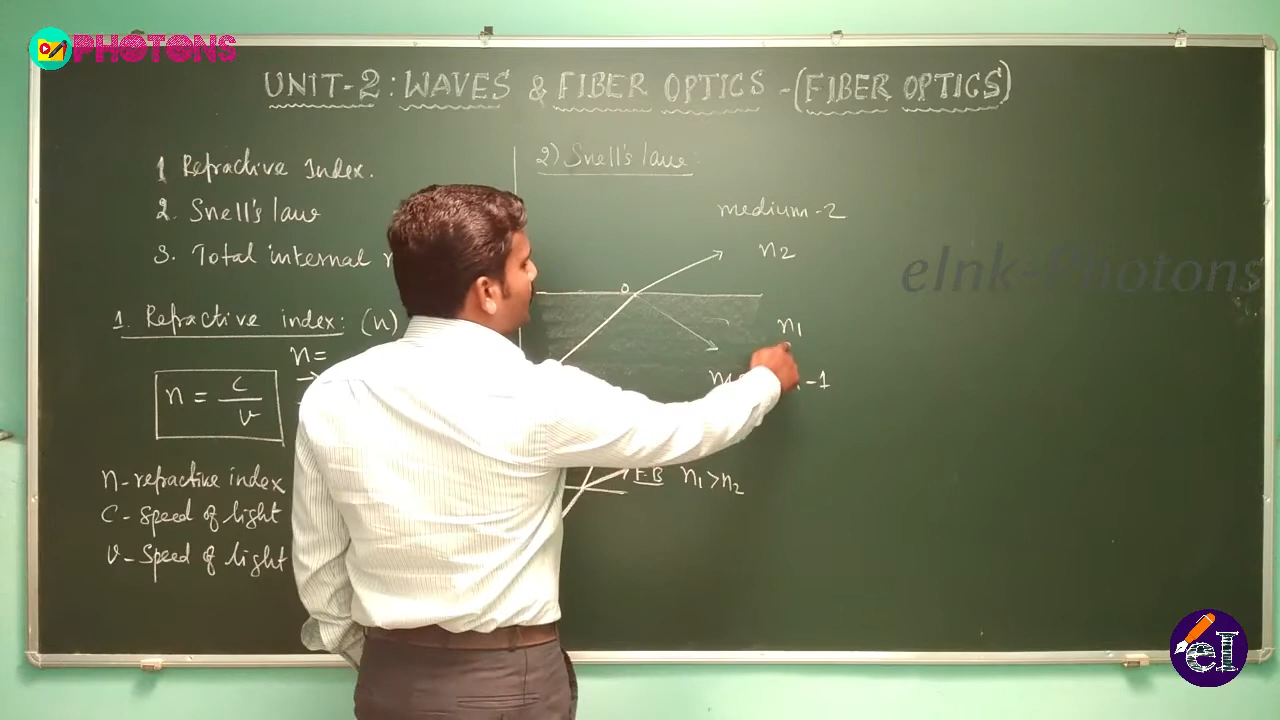 PHOTONS
UNIT-2: WAVES & FIBER OPTICS -(FIBER OPTICS)
1 Refractive Index.
2. Snell's law
3. Total internal
1. Refractive index: (n)
n=
n = c/v
n-refractive index
C- Speed of light
v- Speed of light
2) Snell's law:
medium-2
n2
n1
-1
F.B n1>n2
eInk-Photons
eI